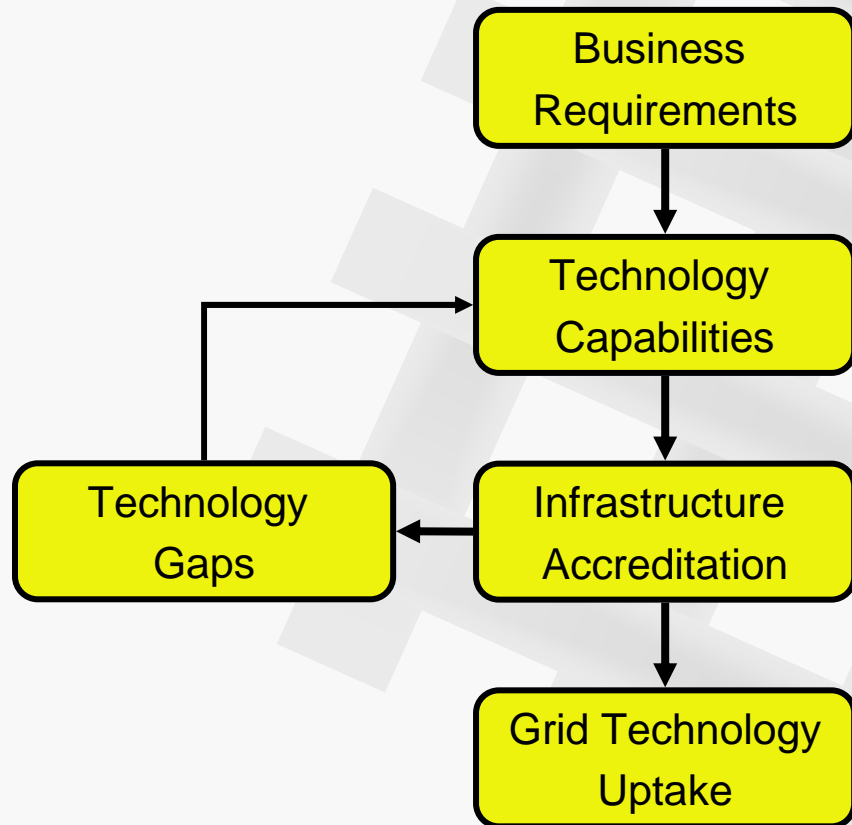 Business
Requirements
Technology
Capabilities
Technology
Gaps
Infrastructure
Accreditation
Grid Technology
Uptake